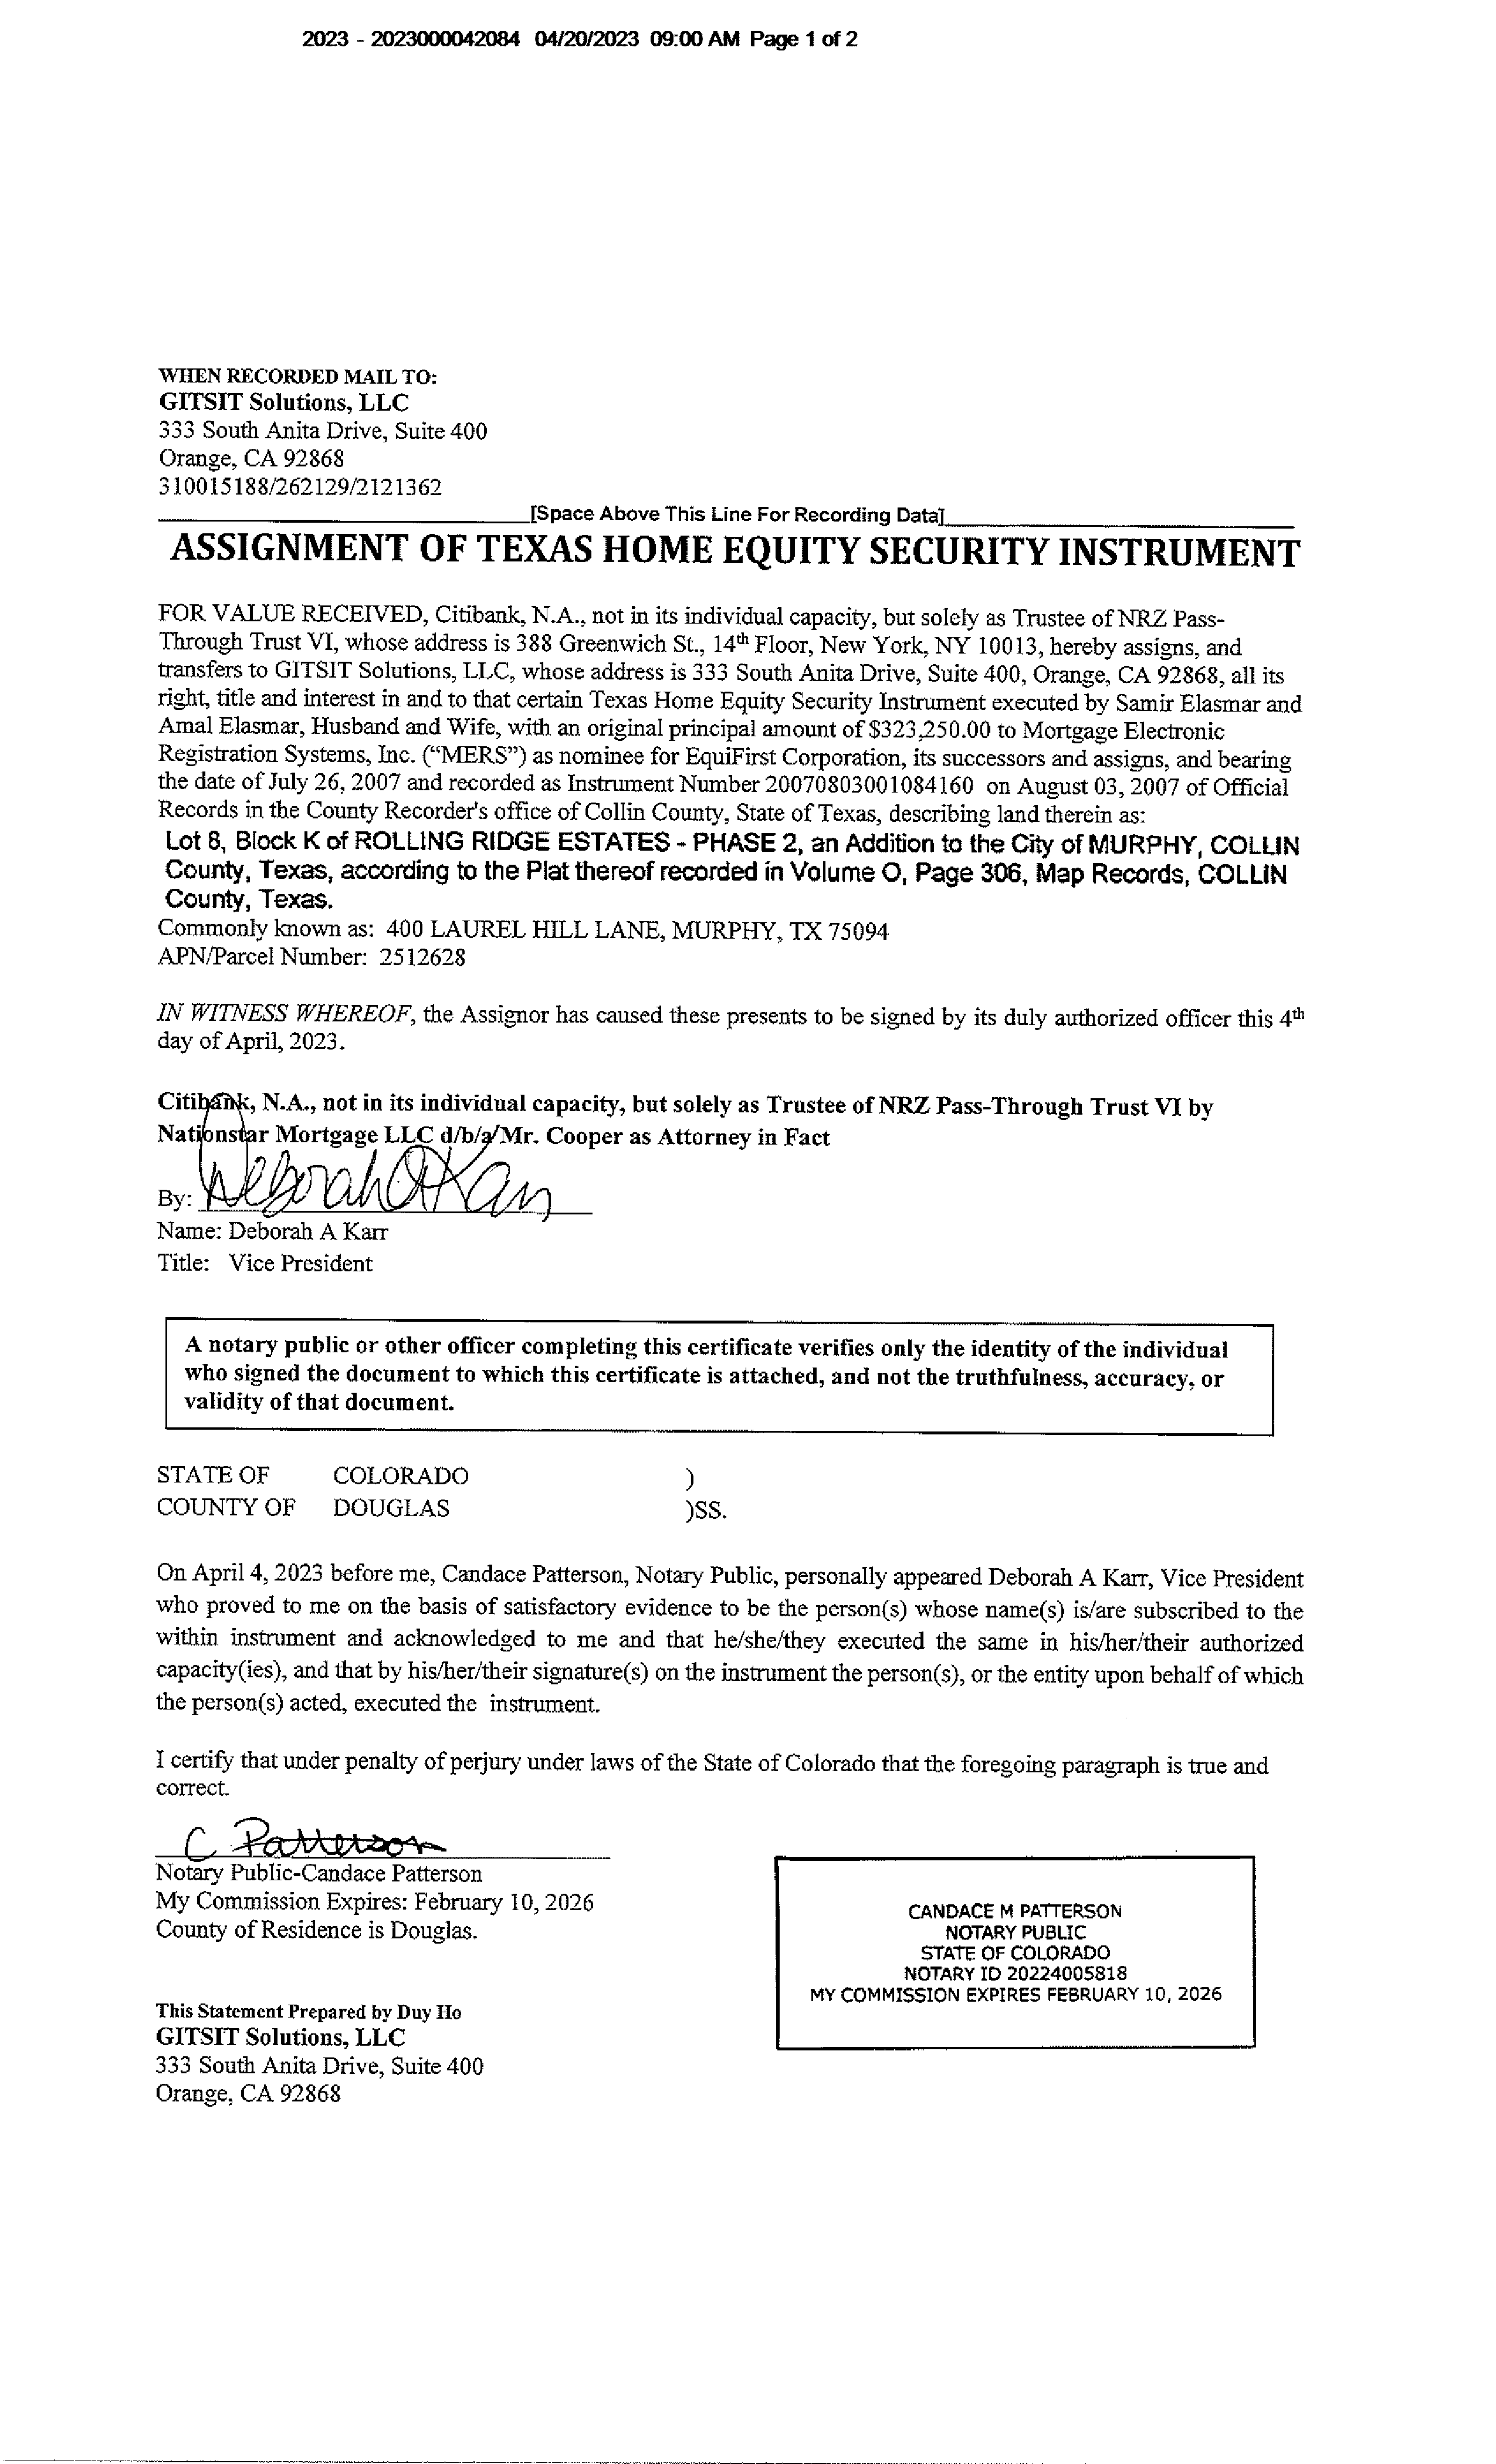 2023 - 2023000042084 04/20/2023 09:00 AM Page 1 of 2
WHEN RECORDED MAIL TO:
GITSIT Solutions, LLC
333 South Anita Drive, Suite 400
Orange, CA 92868
310015188/262129/2121362
[Space Above This Line For Recording Data]
ASSIGNMENT OF TEXAS HOME EQUITY SECURITY INSTRUMENT
FOR VALUE RECEIVED, Citibank, N.A., not in its individual capacity, but solely as Trustee of NRZ Pass-
Through Trust VI, whose address is 388 Greenwich St., 14th Floor, New York, NY 10013, hereby assigns, and
transfers to GITSIT Solutions, LLC, whose address is 333 South Anita Drive, Suite 400, Orange, CA 92868, all its
right, title and interest in and to that certain Texas Home Equity Security Instrument executed by Samir Elasmar and
Amal Elasmar, Husband and Wife, with an original principal amount of $323,250.00 to Mortgage Electronic
Registration Systems, Inc. ("MERS") as nominee for EquiFirst Corporation, its successors and assigns, and bearing
the date of July 26, 2007 and recorded as Instrument Number 20070803001084160 on August 03, 2007 of Official
Records in the County Recorder's office of Collin County, State of Texas, describing land therein as:
Lot 8, Block K of ROLLING RIDGE ESTATES - PHASE 2, an Addition to the City of MURPHY, COLLIN
County, Texas, according to the Plat thereof recorded in Volume O, Page 306, Map Records, COLLIN
County, Texas.
Commonly known as: 400 LAUREL HILL LANE, MURPHY, TX 75094
APN/Parcel Number: 2512628
IN WITNESS WHEREOF, the Assignor has caused these presents to be signed by its duly authorized officer this 4th
day of April, 2023.
Citibank, N.A., not in its individual capacity, but solely as Trustee of NRZ Pass-Through Trust VI by
Nationstar Mortgage LLC d/b/a/Mr. Cooper as Attorney in Fact
By: Deborah A Karr
Name: Deborah A Karr
Title: Vice President
A notary public or other officer completing this certificate verifies only the identity of the individual
who signed the document to which this certificate is attached, and not the truthfulness, accuracy, or
validity of that document.
STATE OF COLORADO )
COUNTY OF DOUGLAS )SS.
On April 4, 2023 before me, Candace Patterson, Notary Public, personally appeared Deborah A Karr, Vice President
who proved to me on the basis of satisfactory evidence to be the person(s) whose name(s) is/are subscribed to the
within instrument and acknowledged to me and that he/she/they executed the same in his/her/their authorized
capacity(ies), and that by his/her/their signature(s) on the instrument the person(s), or the entity upon behalf of which
the person(s) acted, executed the instrument.
I certify that under penalty of perjury under laws of the State of Colorado that the foregoing paragraph is true and
correct.
C Patterson
Notary Public-Candace Patterson
My Commission Expires: February 10, 2026
County of Residence is Douglas.
CANDACE M PATTERSON
NOTARY PUBLIC
STATE OF COLORADO
NOTARY ID 20224005818
MY COMMISSION EXPIRES FEBRUARY 10, 2026
This Statement Prepared by Duy Ho
GITSIT Solutions, LLC
333 South Anita Drive, Suite 400
Orange, CA 92868